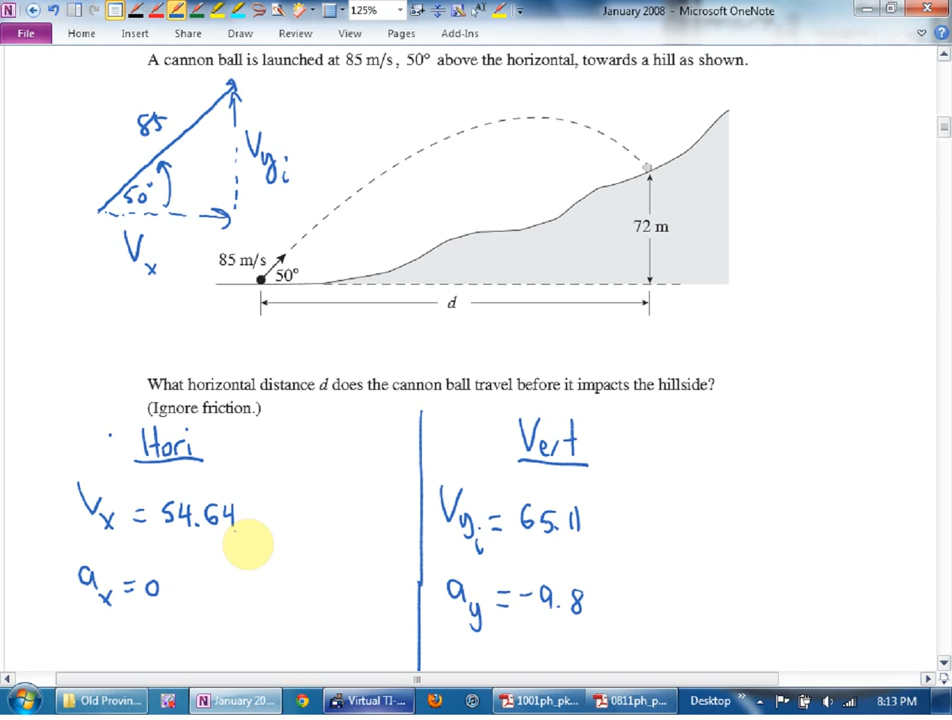 125%
January 2008 - Microsoft OneNote
File Home Insert Share Draw Review View Pages Add-Ins
A cannon ball is launched at 85 m/s, 50° above the horizontal, towards a hill as shown.
85
Vyi
50°
Vx
72 m
85 m/s
50°
d
What horizontal distance d does the cannon ball travel before it impacts the hillside?
(Ignore friction.)
Hori
Vert
Vx = 54.64
Vyi = 65.11
ax = 0
ay = -9.8
Old Provin... January 20... Virtual TI-... 1001ph_pk... 0811ph_p... Desktop 8:13 PM